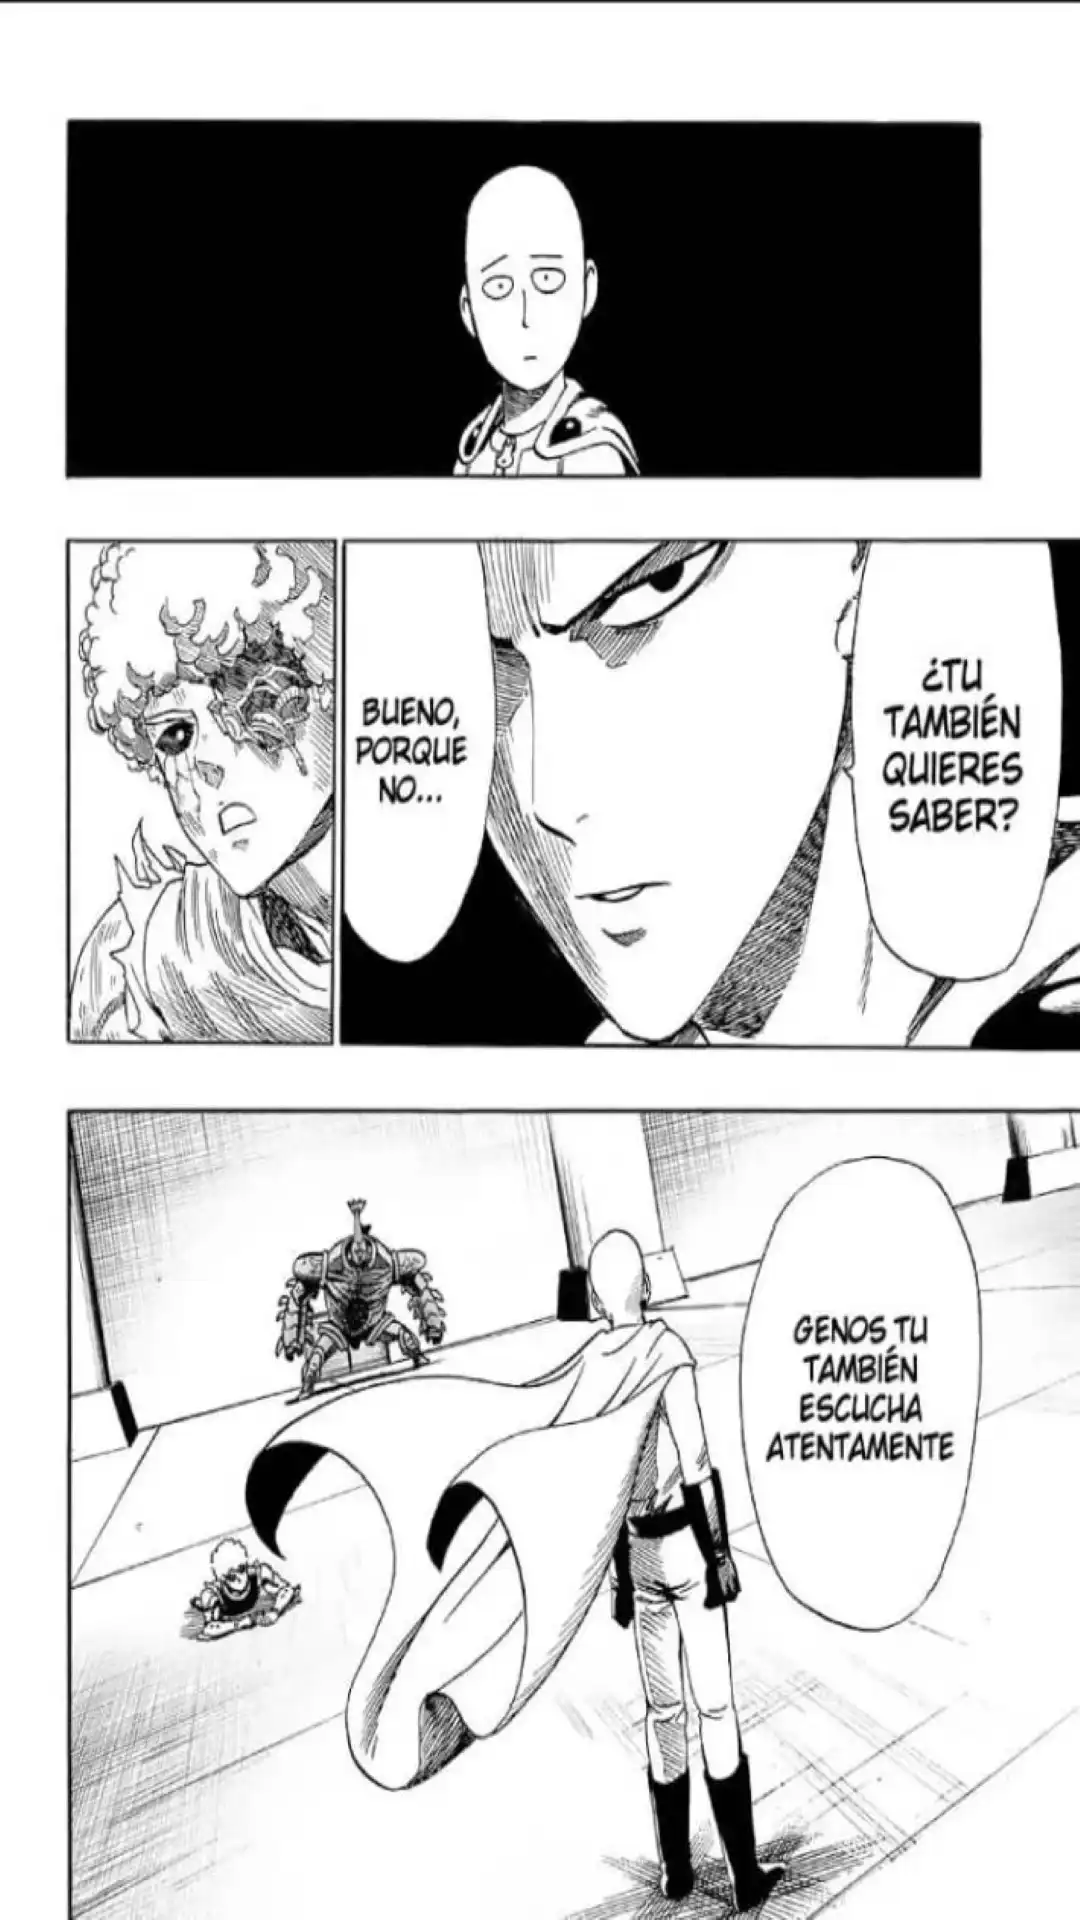 ¿TU
TAMBIÉN
QUIERES
SABER?
BUENO,
PORQUE
NO...
GENOS TU
TAMBIÉN
ESCUCHA
ATENTAMENTE